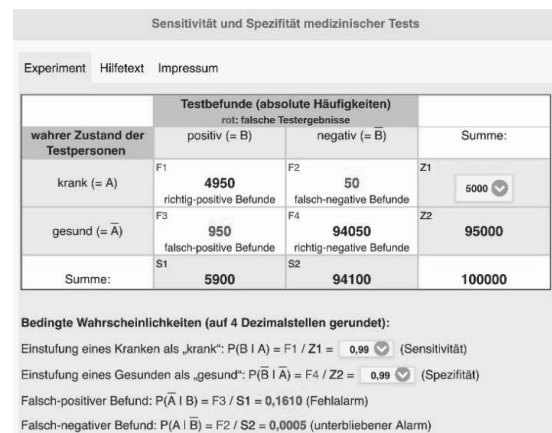 Sensitivität und Spezifität medizinischer Tests
Experiment Hilfetext Impressum
Testbefunde (absolute Häufigkeiten)
rot: falsche Testergebnisse
wahrer Zustand der Testpersonen
positiv (= B)
negativ (= B̅)
Summe:
krank (= A)
F1
4950
richtig-positive Befunde
F2
50
falsch-negative Befunde
Z1
5000
gesund (= A̅)
F3
950
falsch-positive Befunde
F4
94050
richtig-negative Befunde
Z2
95000
Summe:
S1
5900
S2
94100
100000
Bedingte Wahrscheinlichkeiten (auf 4 Dezimalstellen gerundet):
Einstufung eines Kranken als „krank“: P(B I A) = F1 / Z1 = 0,99 (Sensitivität)
Einstufung eines Gesunden als „gesund“: P(B̅ I A̅) = F4 / Z2 = 0,99 (Spezifität)
Falsch-positiver Befund: P(A̅ I B) = F3 / S1 = 0,1610 (Fehlalarm)
Falsch-negativer Befund: P(A I B̅) = F2 / S2 = 0,0005 (unterbliebener Alarm)